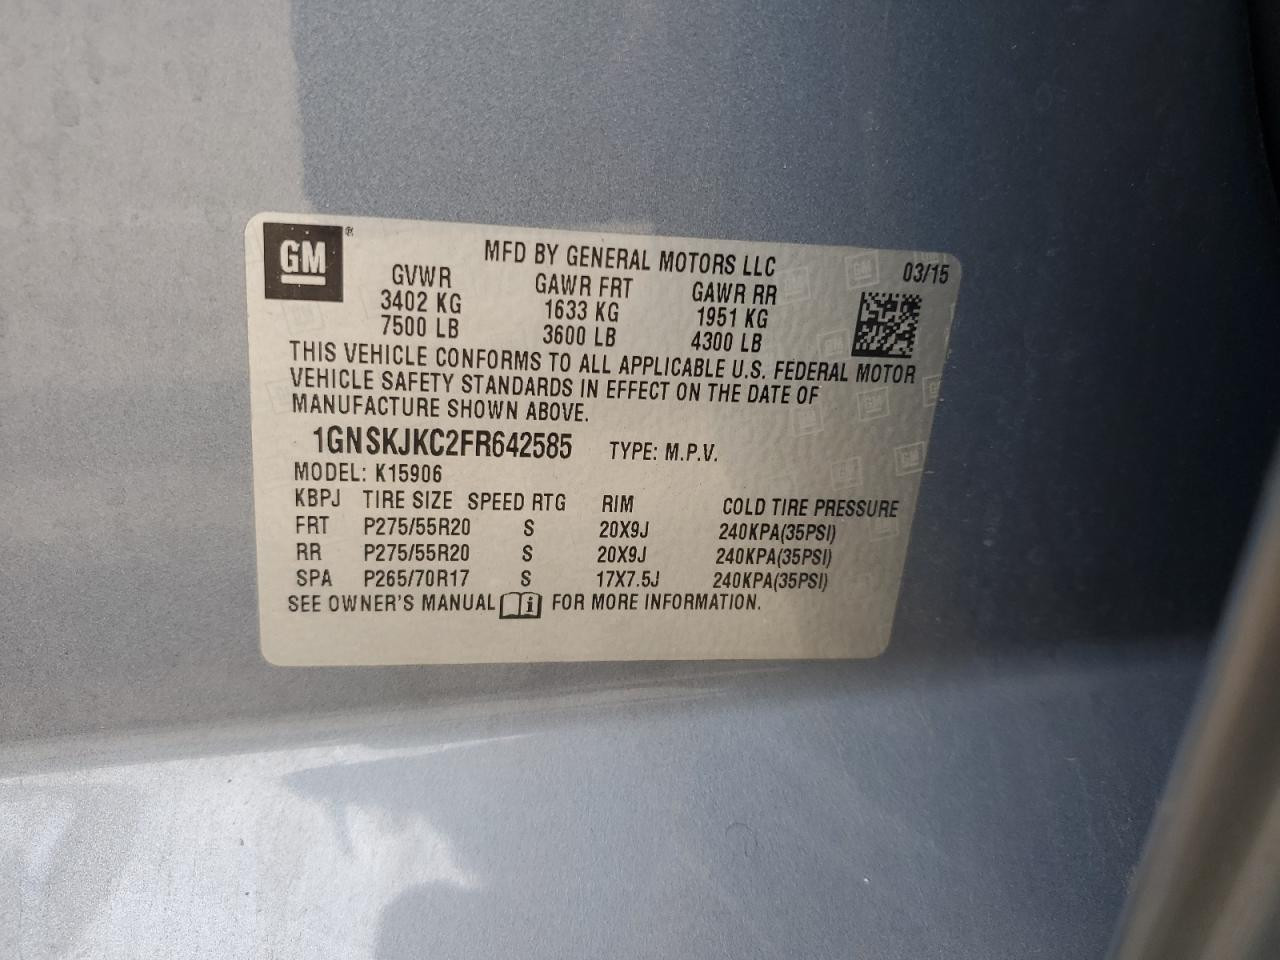 GM ®
MFD BY GENERAL MOTORS LLC 03/15
GVWR GAWR FRT GAWR RR
3402 KG 1633 KG 1951 KG
7500 LB 3600 LB 4300 LB
THIS VEHICLE CONFORMS TO ALL APPLICABLE U.S. FEDERAL MOTOR
VEHICLE SAFETY STANDARDS IN EFFECT ON THE DATE OF
MANUFACTURE SHOWN ABOVE.
1GNSKJKC2FR642585 TYPE: M.P.V.
MODEL: K15906
KBPJ TIRE SIZE SPEED RTG RIM COLD TIRE PRESSURE
FRT P275/55R20 S 20X9J 240KPA(35PSI)
RR P275/55R20 S 20X9J 240KPA(35PSI)
SPA P265/70R17 S 17X7.5J 240KPA(35PSI)
SEE OWNER'S MANUAL i FOR MORE INFORMATION.